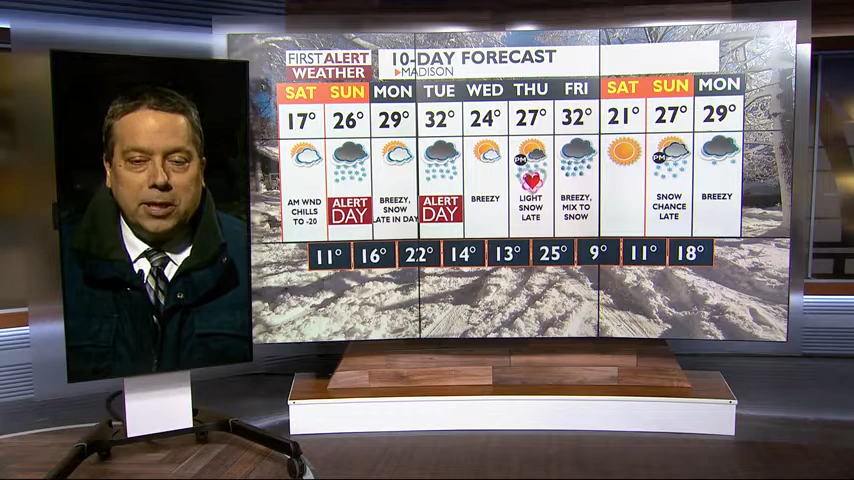 FIRST ALERT
WEATHER
10-DAY FORECAST
MADISON
SAT SUN MON TUE WED THU FRI SAT SUN MON
17° 26° 29° 32° 24° 27° 32° 21° 27° 29°
PM PM
AM WND
CHILLS
TO -20
ALERT
DAY
BREEZY,
SNOW
LATE IN DAY
ALERT
DAY
BREEZY
LIGHT
SNOW
LATE
BREEZY,
MIX TO
SNOW
SNOW
CHANCE
LATE
BREEZY
11° 16° 22° 14° 13° 25° 9° 11° 18°